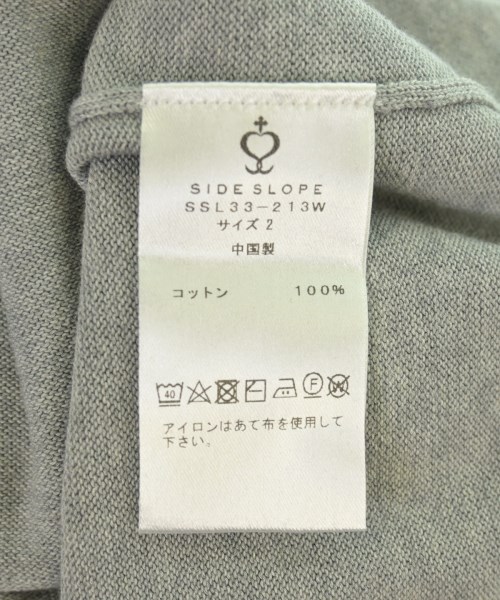 SIDE SLOPE
SSL33-213W
サイズ 2
中国製
コットン 100%
40 F W
アイロンはあて布を使用して
下さい。